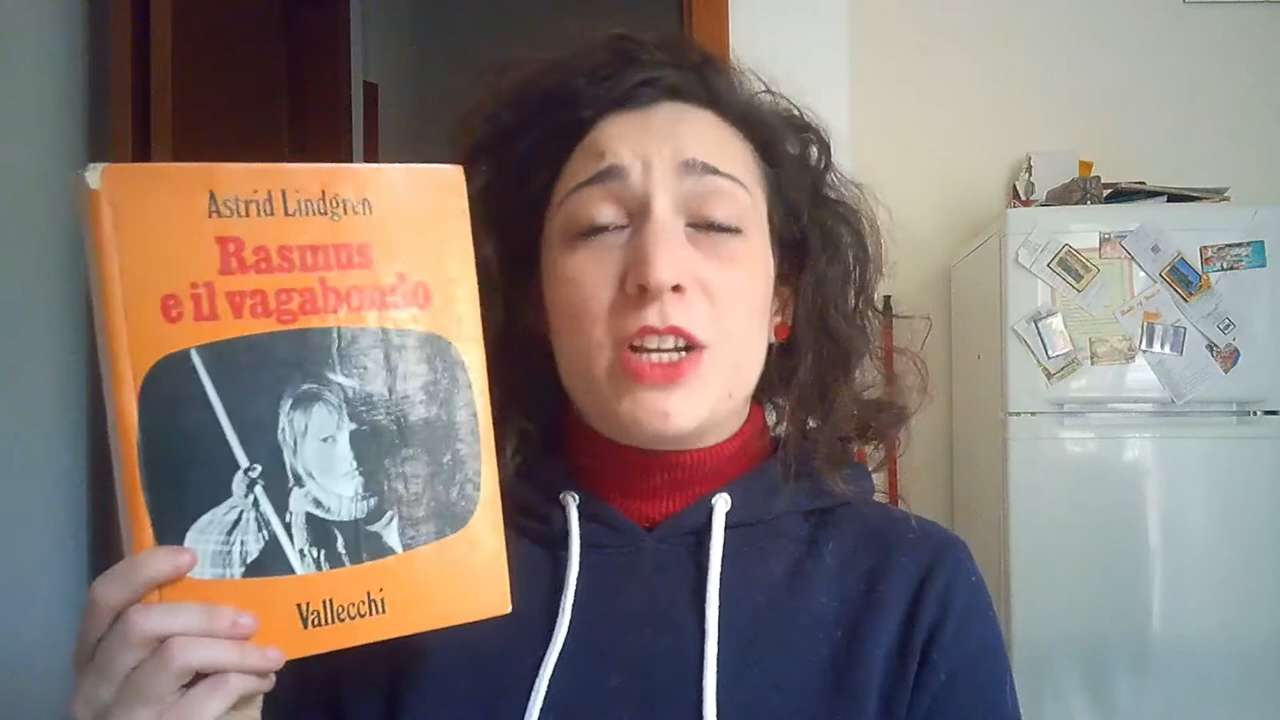 Astrid Lindgren
Rasmus
e il vagabondo
Vallecchi